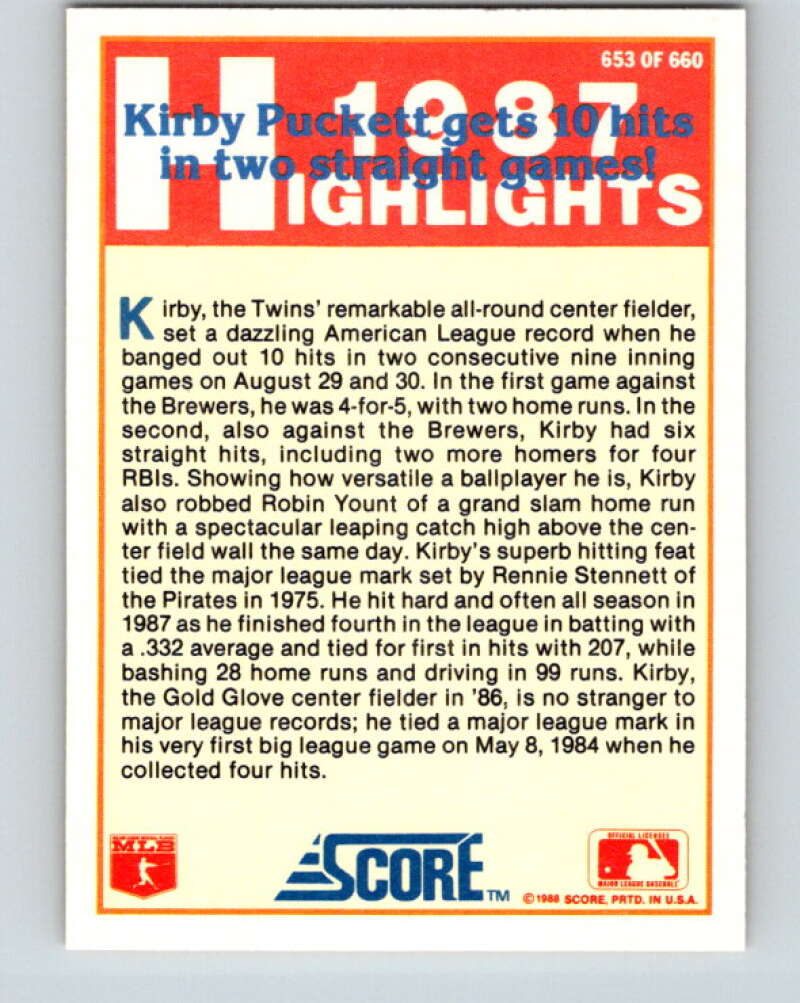 653 OF 660
1987
HIGHLIGHTS
Kirby Puckett gets 10 hits
in two straight games!
Kirby, the Twins' remarkable all-round center fielder,
set a dazzling American League record when he
banged out 10 hits in two consecutive nine inning
games on August 29 and 30. In the first game against
the Brewers, he was 4-for-5, with two home runs. In the
second, also against the Brewers, Kirby had six
straight hits, including two more homers for four
RBIs. Showing how versatile a ballplayer he is, Kirby
also robbed Robin Yount of a grand slam home run
with a spectacular leaping catch high above the cen-
ter field wall the same day. Kirby's superb hitting feat
tied the major league mark set by Rennie Stennett of
the Pirates in 1975. He hit hard and often all season in
1987 as he finished fourth in the league in batting with
a .332 average and tied for first in hits with 207, while
bashing 28 home runs and driving in 99 runs. Kirby,
the Gold Glove center fielder in '86, is no stranger to
major league records; he tied a major league mark in
his very first big league game on May 8, 1984 when he
collected four hits.
MLB
SCORE™
OFFICIAL LICENSEE
MAJOR LEAGUE BASEBALL
©1988 SCORE, PRTD. IN U.S.A.